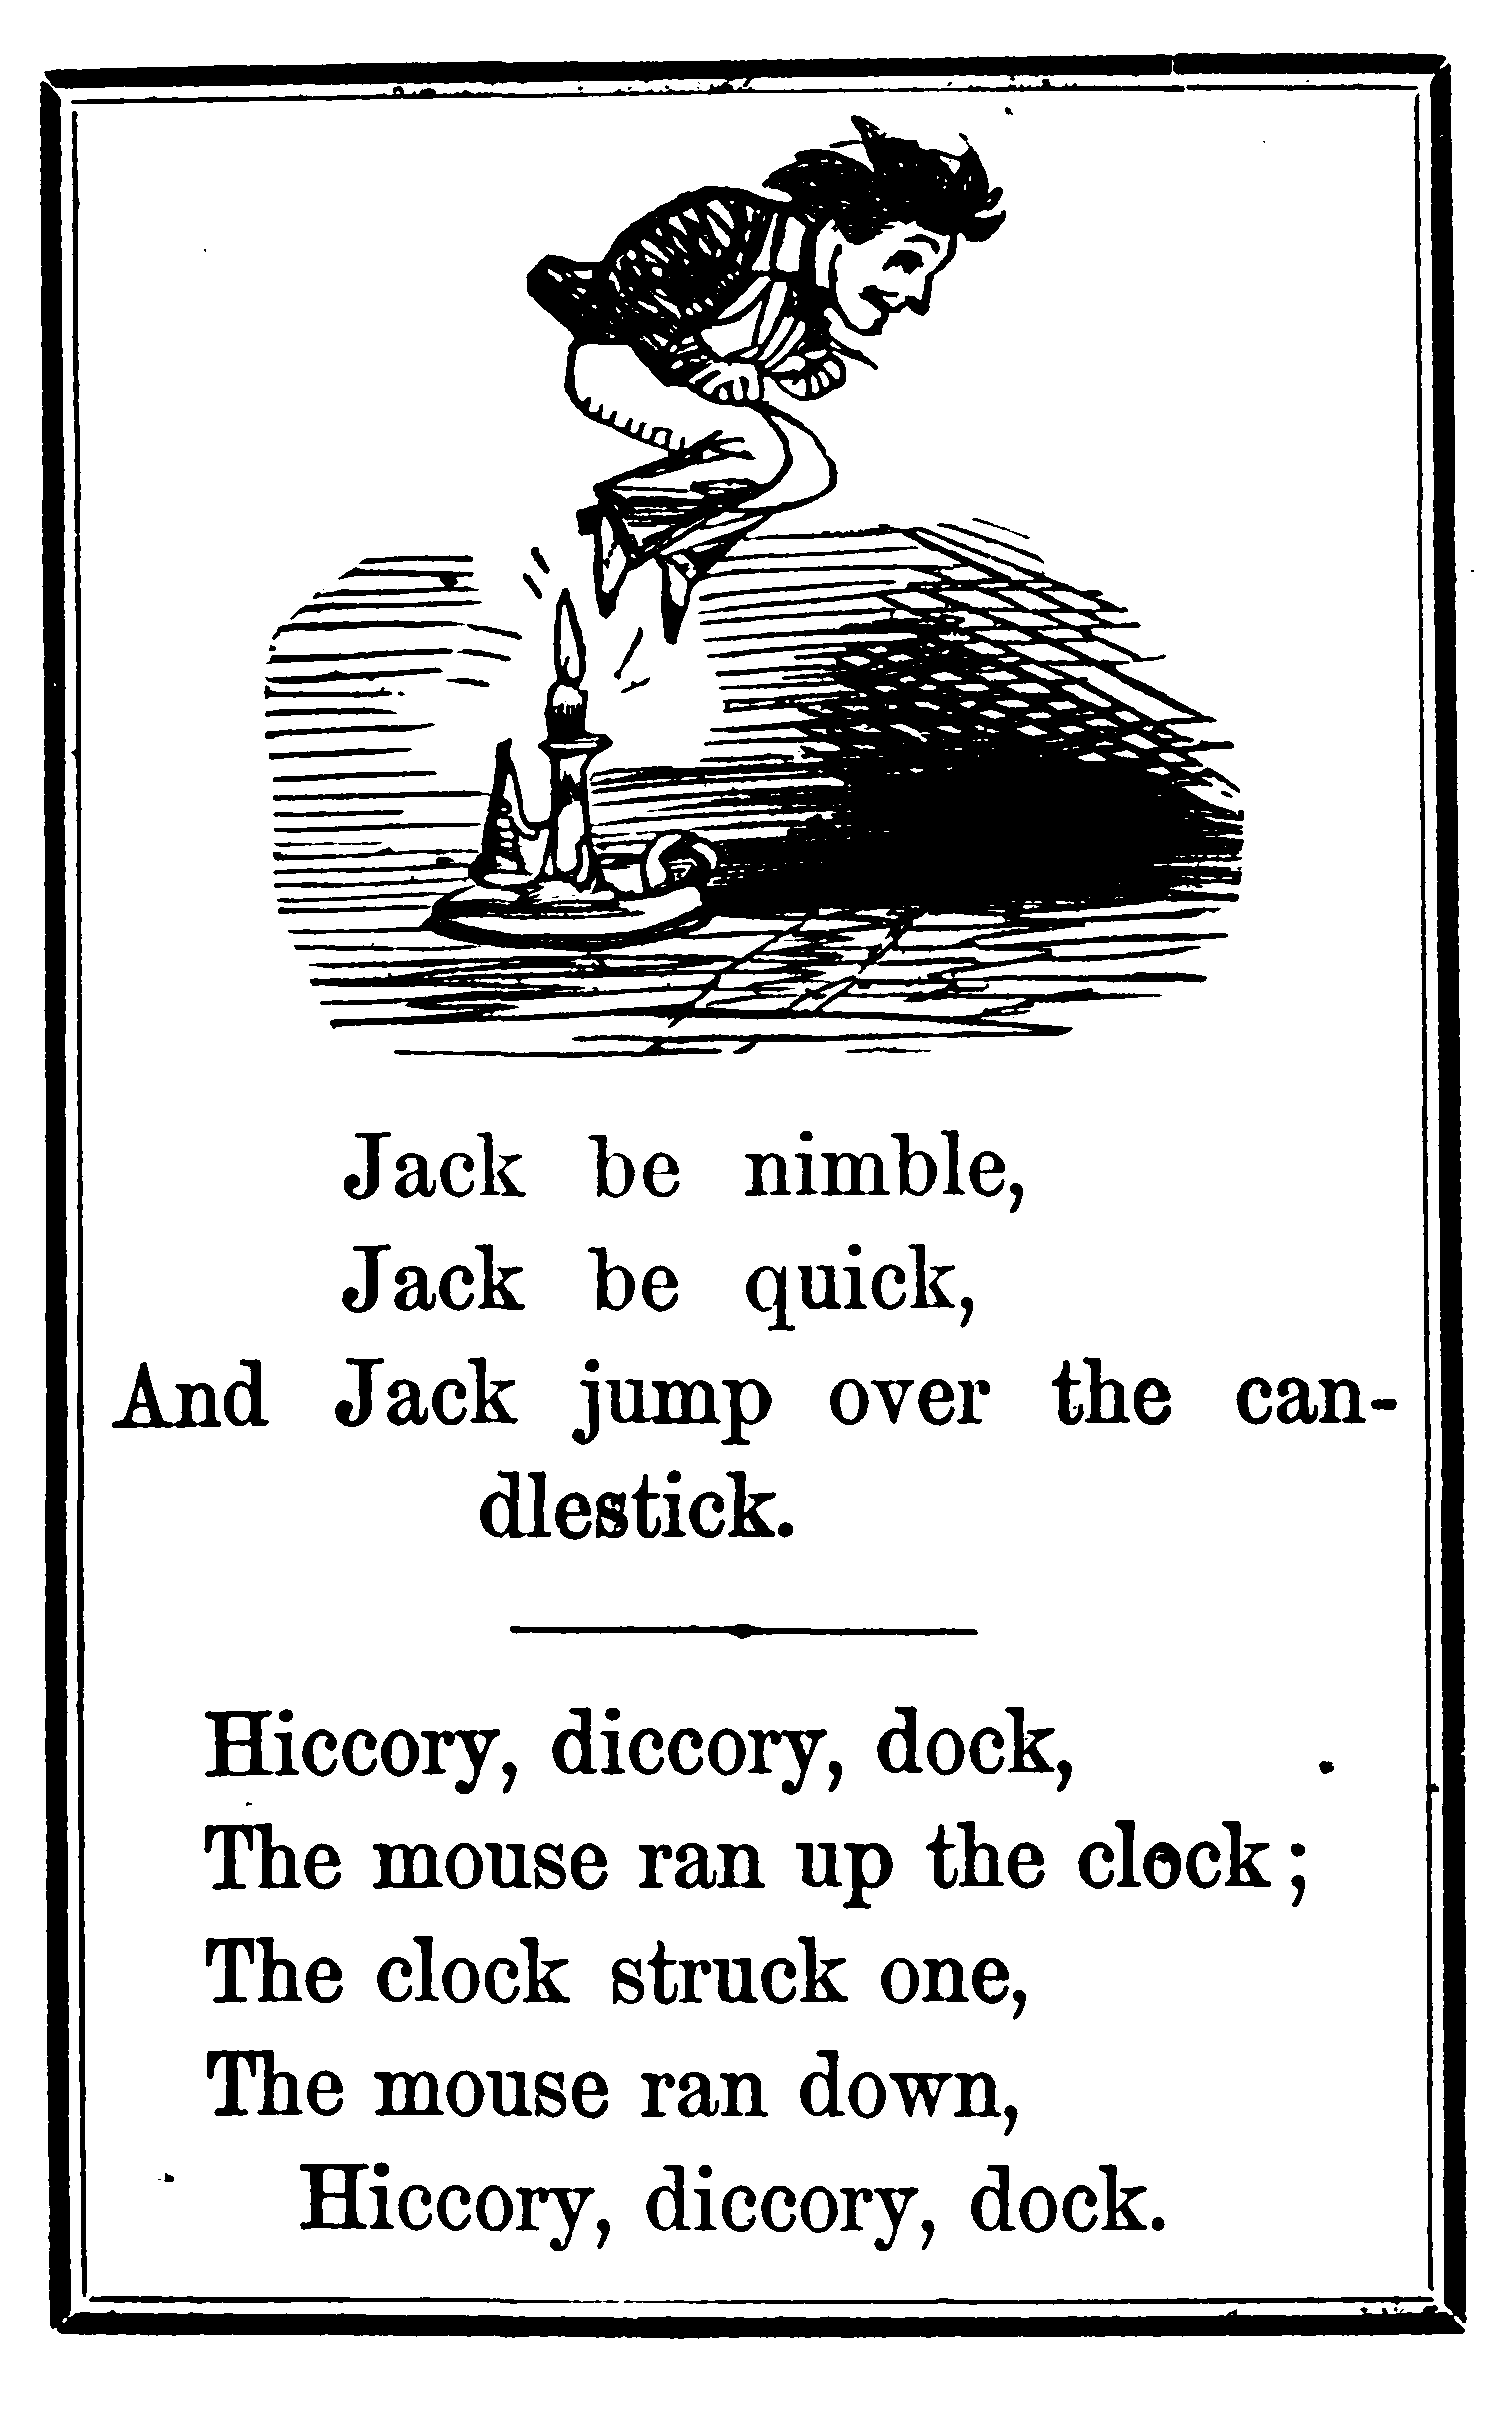 Jack be nimble,
Jack be quick,
And Jack jump over the can-
dlestick.
Hiccory, diccory, dock,
The mouse ran up the clock;
The clock struck one,
The mouse ran down,
Hiccory, diccory, dock.